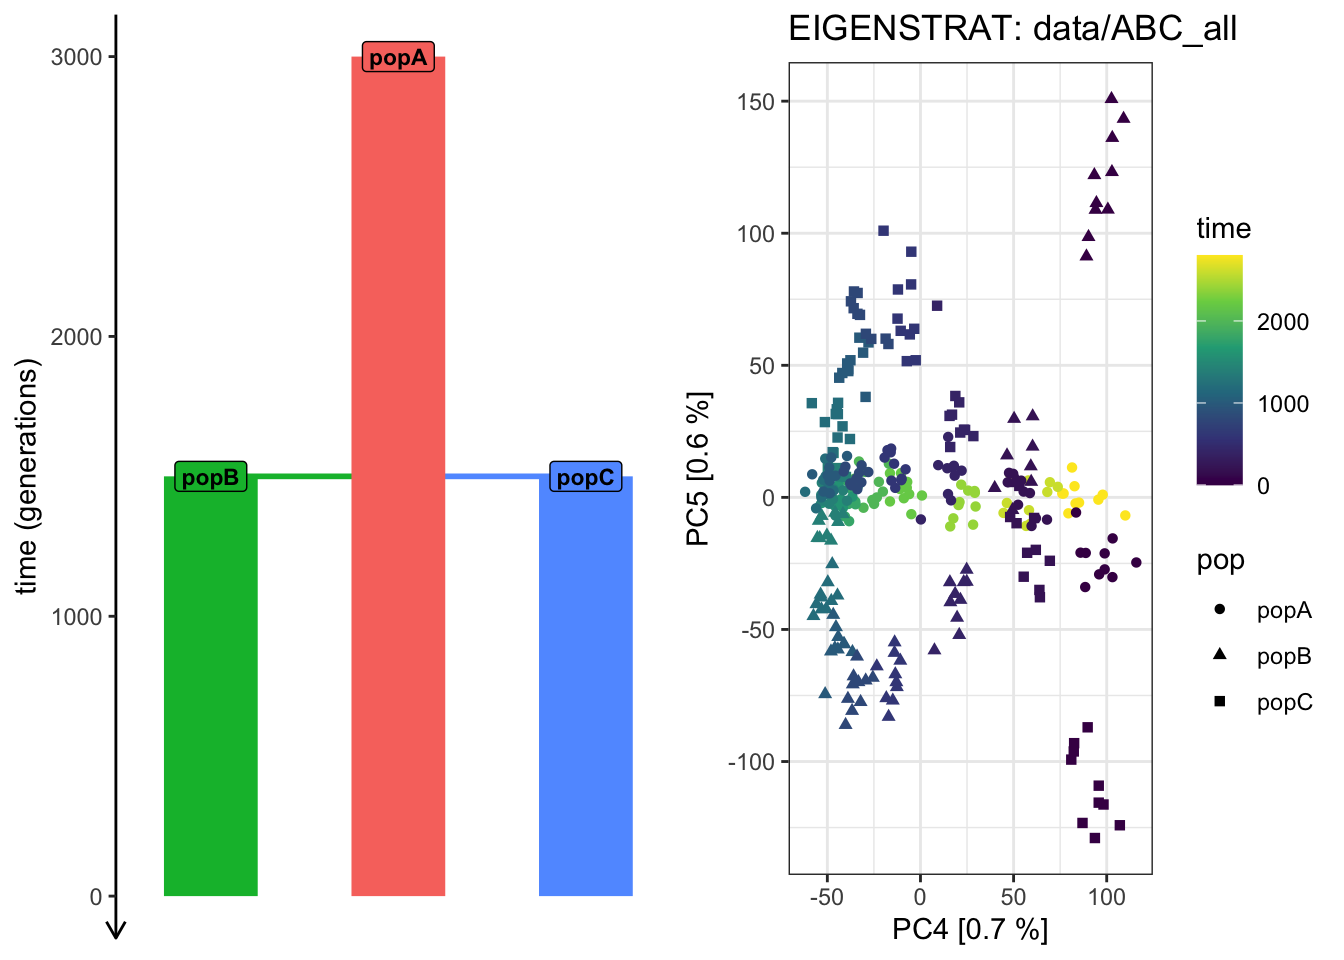 time (generations)
3000
2000
1000
0
popA
popB
popC
EIGENSTRAT: data/ABC_all
PC5 [0.6 %]
150
100
50
0
-50
-100
-50
0
50
100
PC4 [0.7 %]
time
2000
1000
0
pop
popA
popB
popC